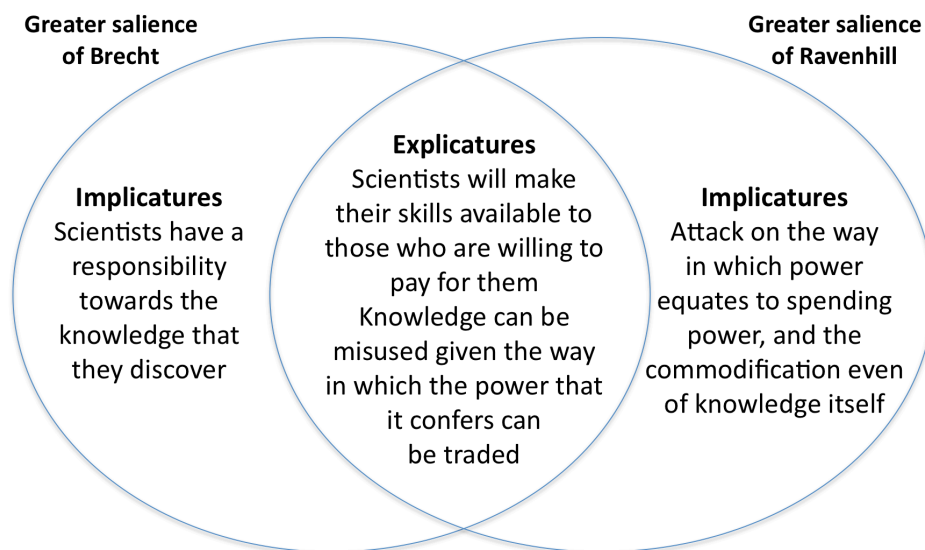 Greater salience
of Brecht
Greater salience
of Ravenhill
Implicatures
Scientists have a
responsibility
towards the
knowledge that
they discover
Explicatures
Scientists will make
their skills available to
those who are willing to
pay for them
Knowledge can be
misused given the way
in which the power that
it confers can
be traded
Implicatures
Attack on the way
in which power
equates to spending
power, and the
commodification even
of knowledge itself